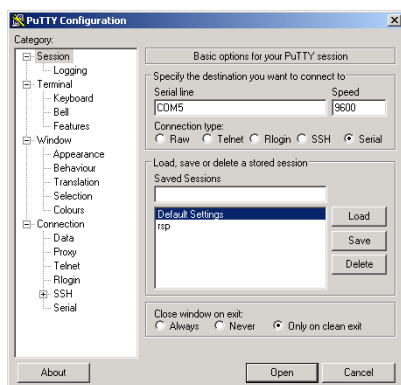 PuTTY Configuration
Category:
Session
Logging
Terminal
Keyboard
Bell
Features
Window
Appearance
Behaviour
Translation
Selection
Colours
Connection
Data
Proxy
Telnet
Rlogin
SSH
Serial
Basic options for your PuTTY session
Specify the destination you want to connect to
Serial line Speed
COM5 9600
Connection type:
Raw Telnet Rlogin SSH Serial
Load, save or delete a stored session
Saved Sessions
Default Settings
rsp
Load
Save
Delete
Close window on exit:
Always Never Only on clean exit
About Open Cancel